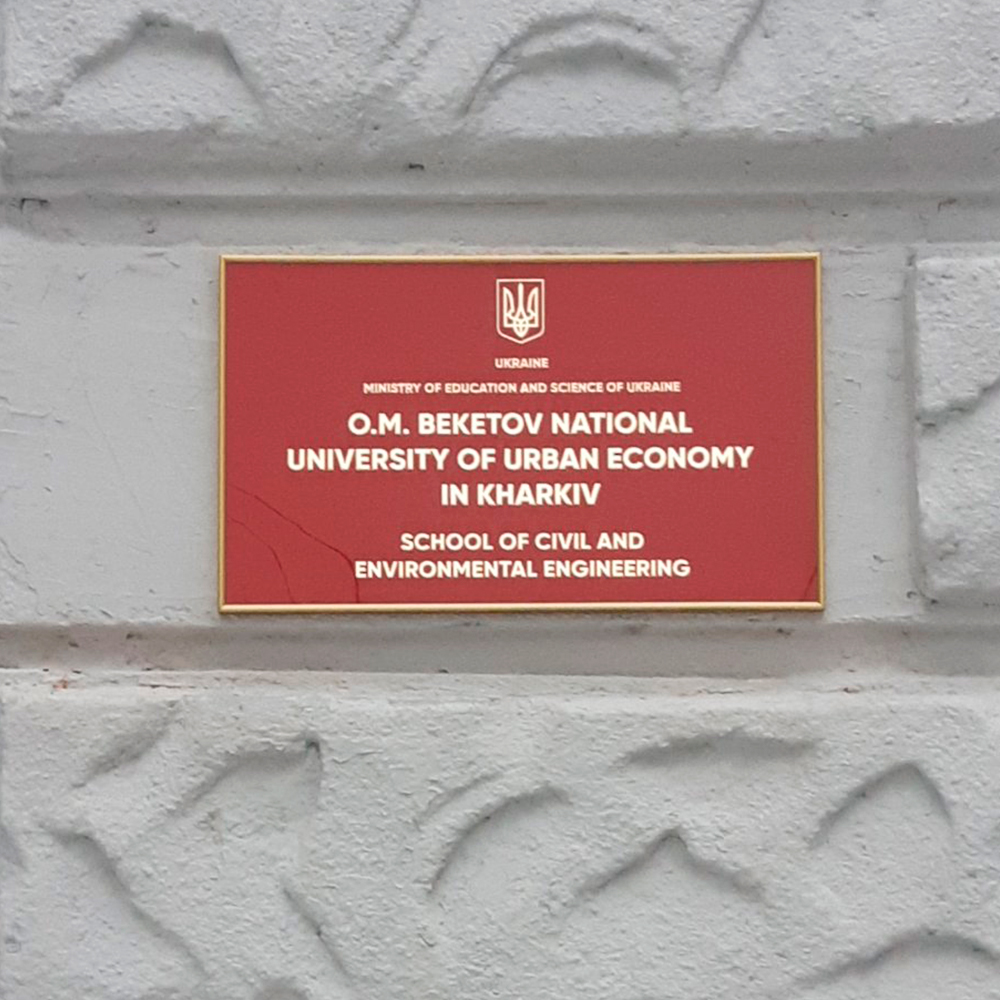 UKRAINE
MINISTRY OF EDUCATION AND SCIENCE OF UKRAINE
O.M. BEKETOV NATIONAL
UNIVERSITY OF URBAN ECONOMY
IN KHARKIV
SCHOOL OF CIVIL AND
ENVIRONMENTAL ENGINEERING